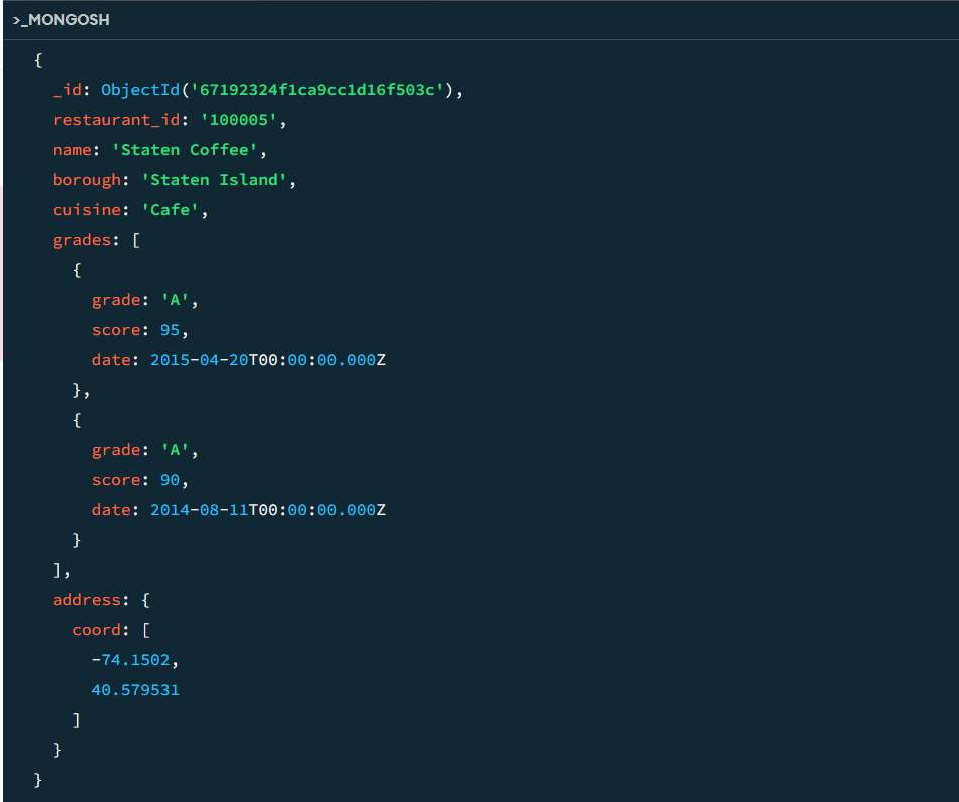 >_MONGOSH
{
_id: ObjectId('67192324f1ca9cc1d16f503c'),
restaurant_id: '100005',
name: 'Staten Coffee',
borough: 'Staten Island',
cuisine: 'Cafe',
grades: [
{
grade: 'A',
score: 95,
date: 2015-04-20T00:00:00.000Z
},
{
grade: 'A',
score: 90,
date: 2014-08-11T00:00:00.000Z
}
],
address: {
coord: [
-74.1502,
40.579531
]
}
}